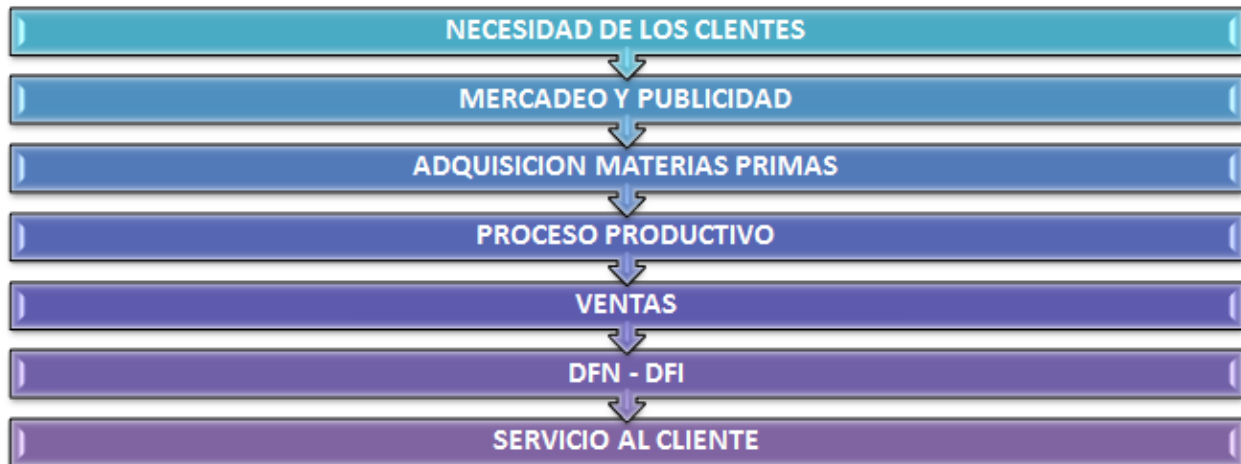 NECESIDAD DE LOS CLENTES
MERCADEO Y PUBLICIDAD
ADQUISICION MATERIAS PRIMAS
PROCESO PRODUCTIVO
VENTAS
DFN - DFI
SERVICIO AL CLIENTE